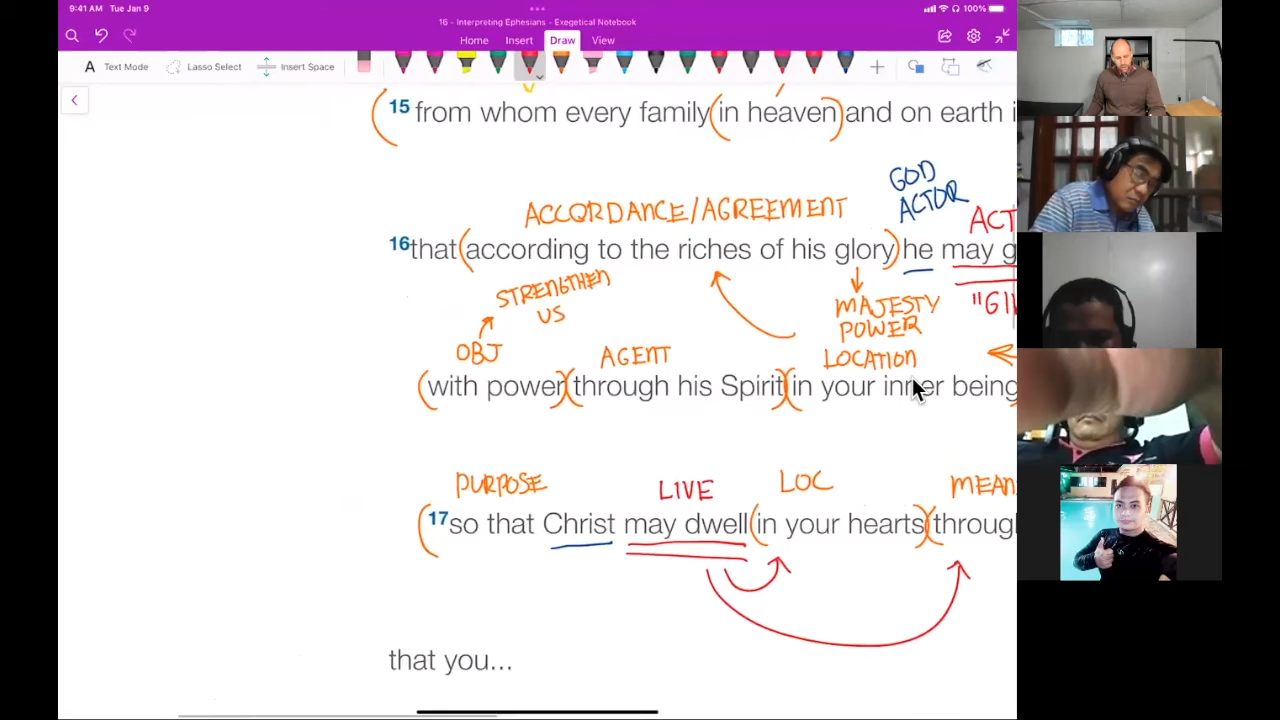 9:41 AM Tue Jan 9
100%
16 - Interpreting Ephesians - Exegetical Notebook
Home Insert Draw View
A Text Mode Lasso Select Insert Space
15 from whom every family (in heaven) and on earth i
GOD
ACTOR
ACCORDANCE/AGREEMENT
ACT
16 that (according to the riches of his glory) he may g
STRENGTHEN
US
MAJESTY
POWER
"GI
OBJ
AGENT
LOCATION
(with power)(through his Spirit)(in your inner being
PURPOSE
LIVE
LOC
MEAN
(17 so that Christ may dwell (in your hearts)(through
that you...